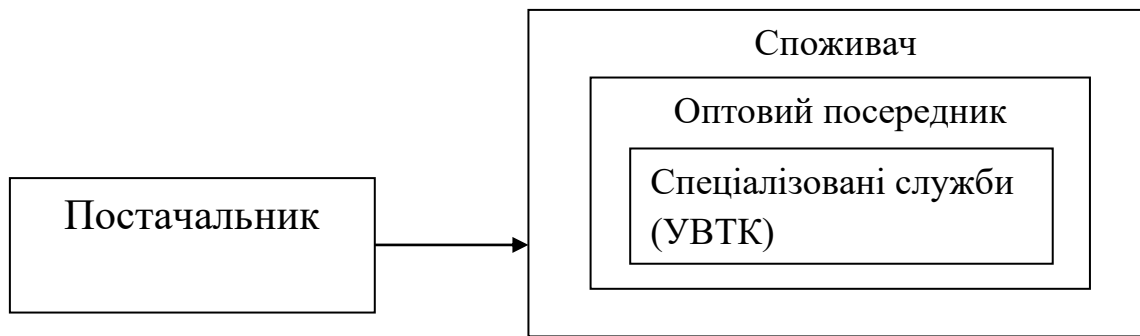 Споживач
Оптовий посередник
Спеціалізовані служби
(УВТК)
Постачальник